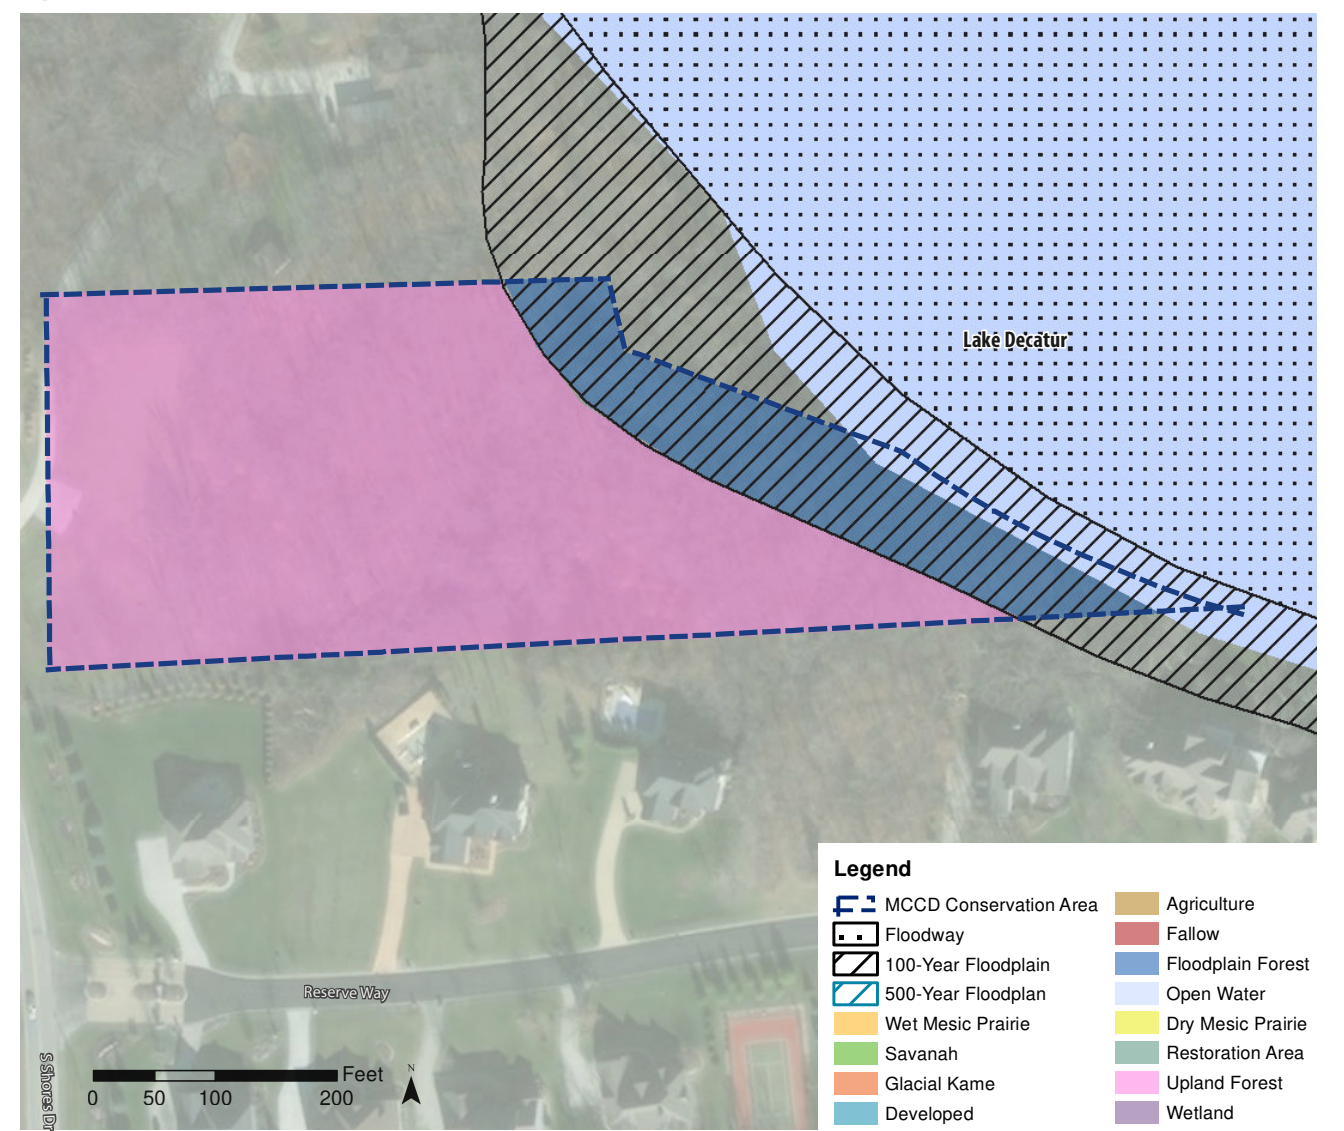 Lake Decatur
Reserve Way
S Shores Dr
Feet
0 50 100 200
N
Legend
MCCD Conservation Area
Floodway
100-Year Floodplain
500-Year Floodplan
Wet Mesic Prairie
Savanah
Glacial Kame
Developed
Agriculture
Fallow
Floodplain Forest
Open Water
Dry Mesic Prairie
Restoration Area
Upland Forest
Wetland